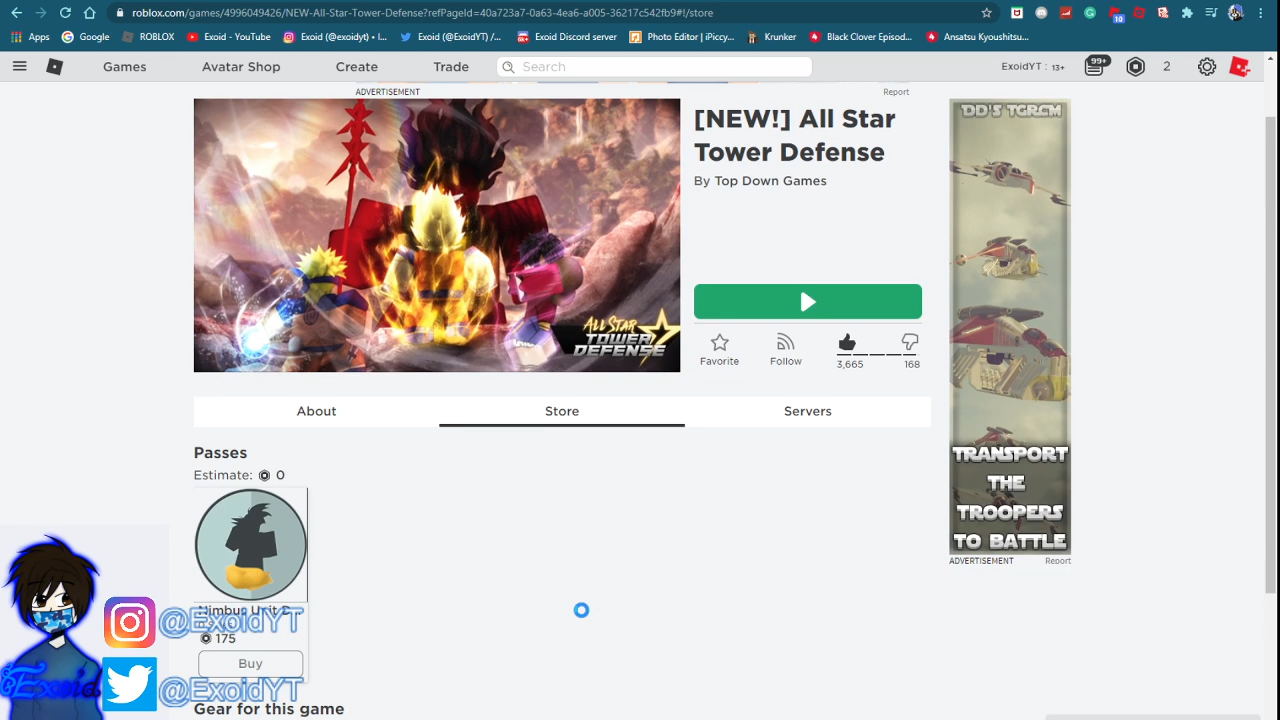 roblox.com/games/4996049426/NEW-All-Star-Tower-Defense?refPageId=40a723a7-0a63-4ea6-a005-36217c542fb9#!/store
10
Apps Google ROBLOX Exoid - YouTube Exoid (@exoidyt) • I... Exoid (@ExoidYT) /... Exoid Discord server Photo Editor | iPiccy... Krunker Black Clover Episod... Ansatsu Kyoushitsu...
Games Avatar Shop Create Trade Search ExoidYT : 13+ 99+ 2
ADVERTISEMENT Report
[NEW!] All Star
Tower Defense
By Top Down Games
ALL STAR
TOWER
DEFENSE
Favorite Follow 3,665 168
About Store Servers
Passes
Estimate: 0
Nimbus Unit D...
175
Buy
Gear for this game
DD'S TGRCM
TRANSPORT
THE
TROOPERS
TO BATTLE
ADVERTISEMENT Report
@ExoidYT
@ExoidYT
Exoid